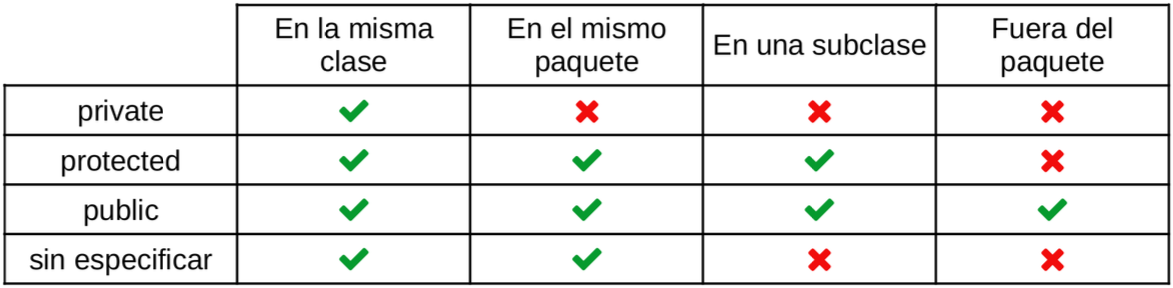 En la misma
clase
En el mismo
paquete
En una subclase
Fuera del
paquete
private
protected
public
sin especificar